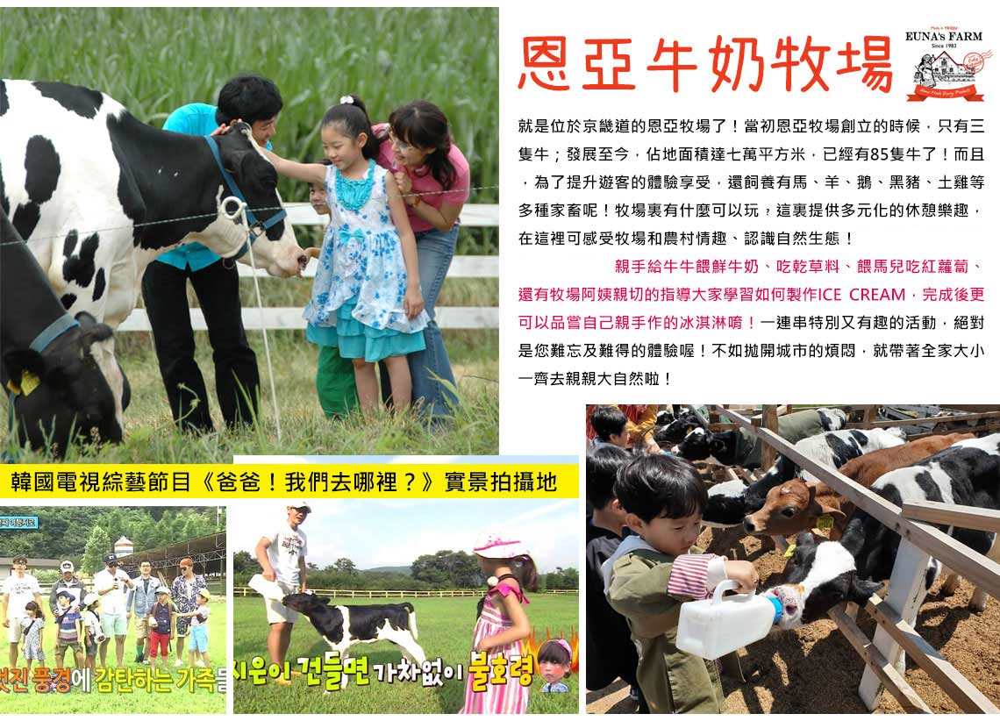 恩亞牛奶牧場
Made in YEOJU
EUNA's FARM
Since 1983
Home Made Dairy Products
就是位於京畿道的恩亞牧場了！當初恩亞牧場創立的時候，只有三
隻牛；發展至今，佔地面積達七萬平方米，已經有85隻牛了！而且
，為了提升遊客的體驗享受，還飼養有馬、羊、鵝、黑豬、土雞等
多種家畜呢！牧場裏有什麼可以玩﹖這裏提供多元化的休憩樂趣，
在這裡可感受牧場和農村情趣、認識自然生態！
親手給牛牛餵鮮牛奶、吃乾草料、餵馬兒吃紅蘿蔔、
還有牧場阿姨親切的指導大家學習如何製作ICE CREAM，完成後更
可以品嘗自己親手作的冰淇淋唷！一連串特別又有趣的活動，絕對
是您難忘及難得的體驗喔！不如拋開城市的煩悶，就帶著全家大小
一齊去親親大自然啦！
韓國電視綜藝節目《爸爸！我們去哪裡？》實景拍攝地
멋진 풍경에 감탄하는 가족들
시온이 건들면 가차없이 불호령